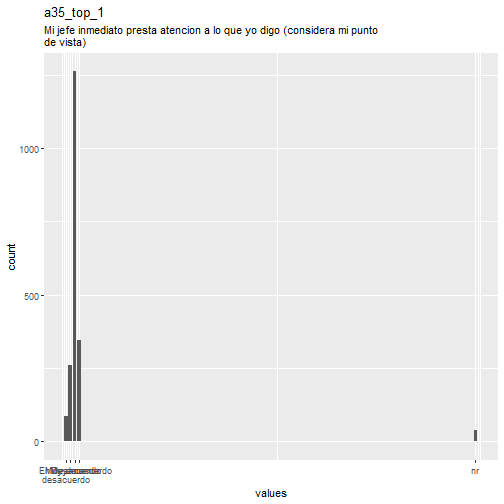 a35_top_1
Mi jefe inmediato presta atencion a lo que yo digo (considera mi punto
de vista)
1000
500
0
count
desacuerdo
nr
values